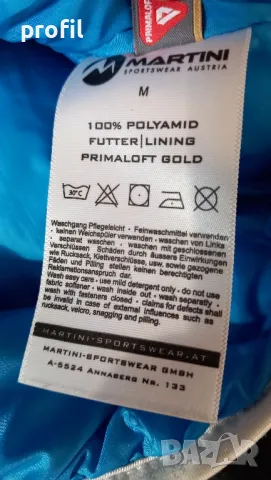 profil
PRIMALOFT
MARTINI
SPORTSWEAR AUSTRIA
M
100% POLYAMID
FUTTER|LINING
PRIMALOFT GOLD
30°C
Waschgang Pflegeleicht - Feinwaschmittel verwenden
- keinen Weichspüler verwenden - waschen von Links
- separat waschen - waschen mit geschlossenen
Verschlüssen - Schäden durch äußere Einflüsse
wie Rucksack, Klettverschlüsse, usw. sowie gezogene
Fäden und Pilling stellen keinen berechtigten
Reklamationsanspruch dar.
Wash easy care - use mild detergent only - do not use
fabric softener - wash inside out - wash separatly -
wash with fasteners closed - claims for defects shall
be invalid in case of external influences such as
rucksack, velcro, snagging and pilling.
MARTINI-SPORTSWEAR.AT
MARTINI-SPORTSWEAR GMBH
A-5524 ANNABERG NR. 133
BAZAR.BG